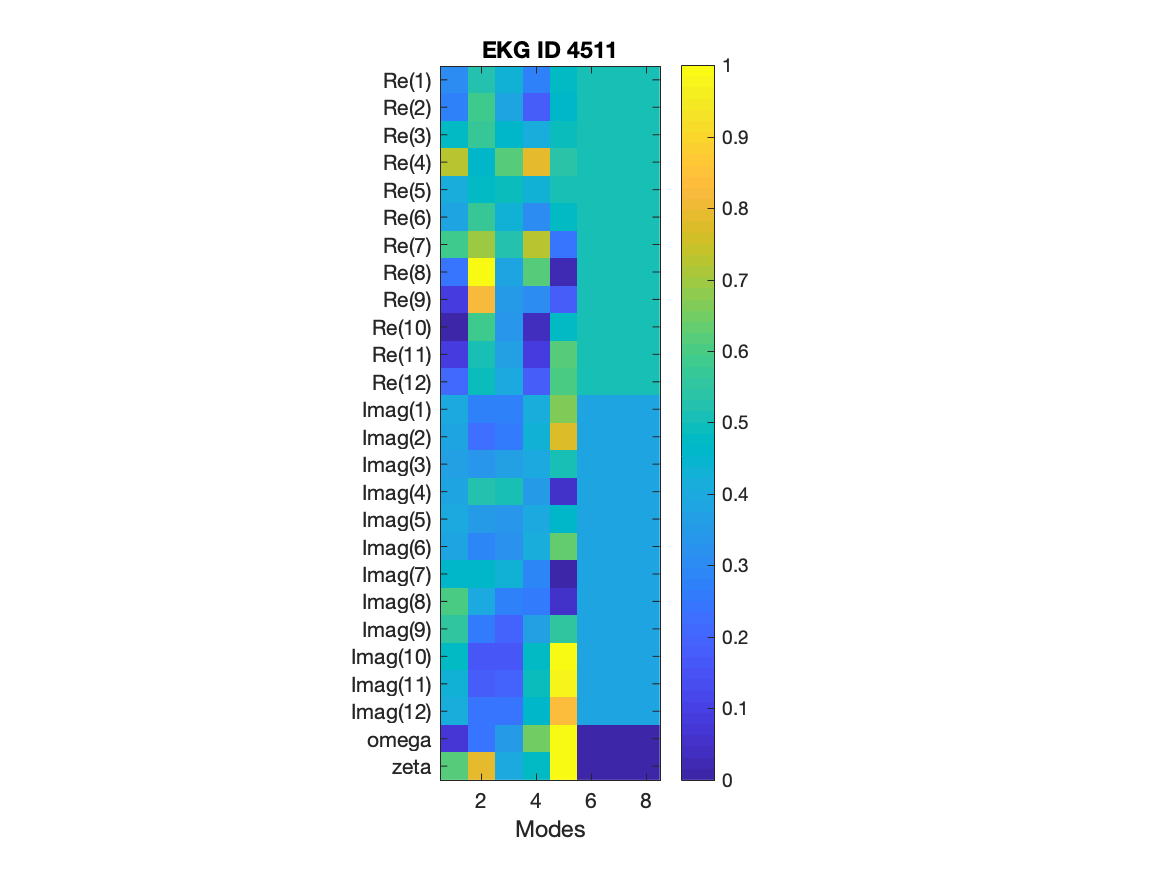 EKG ID 4511
Re(1)
Re(2)
Re(3)
Re(4)
Re(5)
Re(6)
Re(7)
Re(8)
Re(9)
Re(10)
Re(11)
Re(12)
Imag(1)
Imag(2)
Imag(3)
Imag(4)
Imag(5)
Imag(6)
Imag(7)
Imag(8)
Imag(9)
Imag(10)
Imag(11)
Imag(12)
omega
zeta
2 4 6 8
Modes
1
0.9
0.8
0.7
0.6
0.5
0.4
0.3
0.2
0.1
0